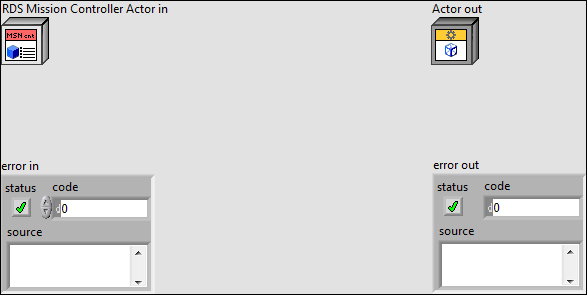 RDS Mission Controller Actor in
Actor out
MSN cnt
error in
error out
status code
status code
d 0
d 0
source
source